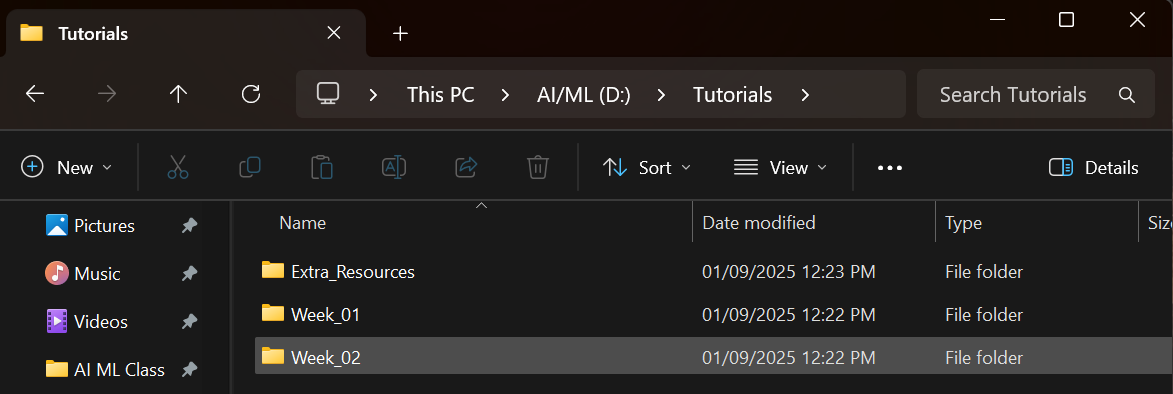 Tutorials
This PC AI/ML (D:) Tutorials Search Tutorials
New Sort View Details
Name Date modified Type Siz
Pictures
Music
Videos
AI ML Class
Extra_Resources 01/09/2025 12:23 PM File folder
Week_01 01/09/2025 12:22 PM File folder
Week_02 01/09/2025 12:22 PM File folder